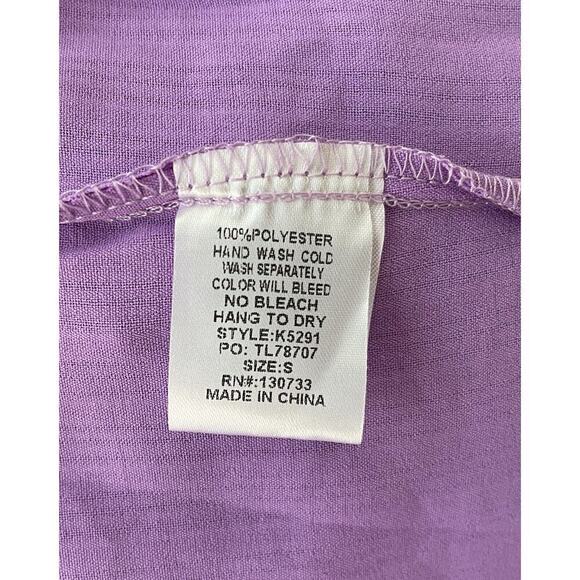 100%POLYESTER
HAND WASH COLD
WASH SEPARATELY
COLOR WILL BLEED
NO BLEACH
HANG TO DRY
STYLE:K5291
PO: TL78707
SIZE:S
RN#:130733
MADE IN CHINA